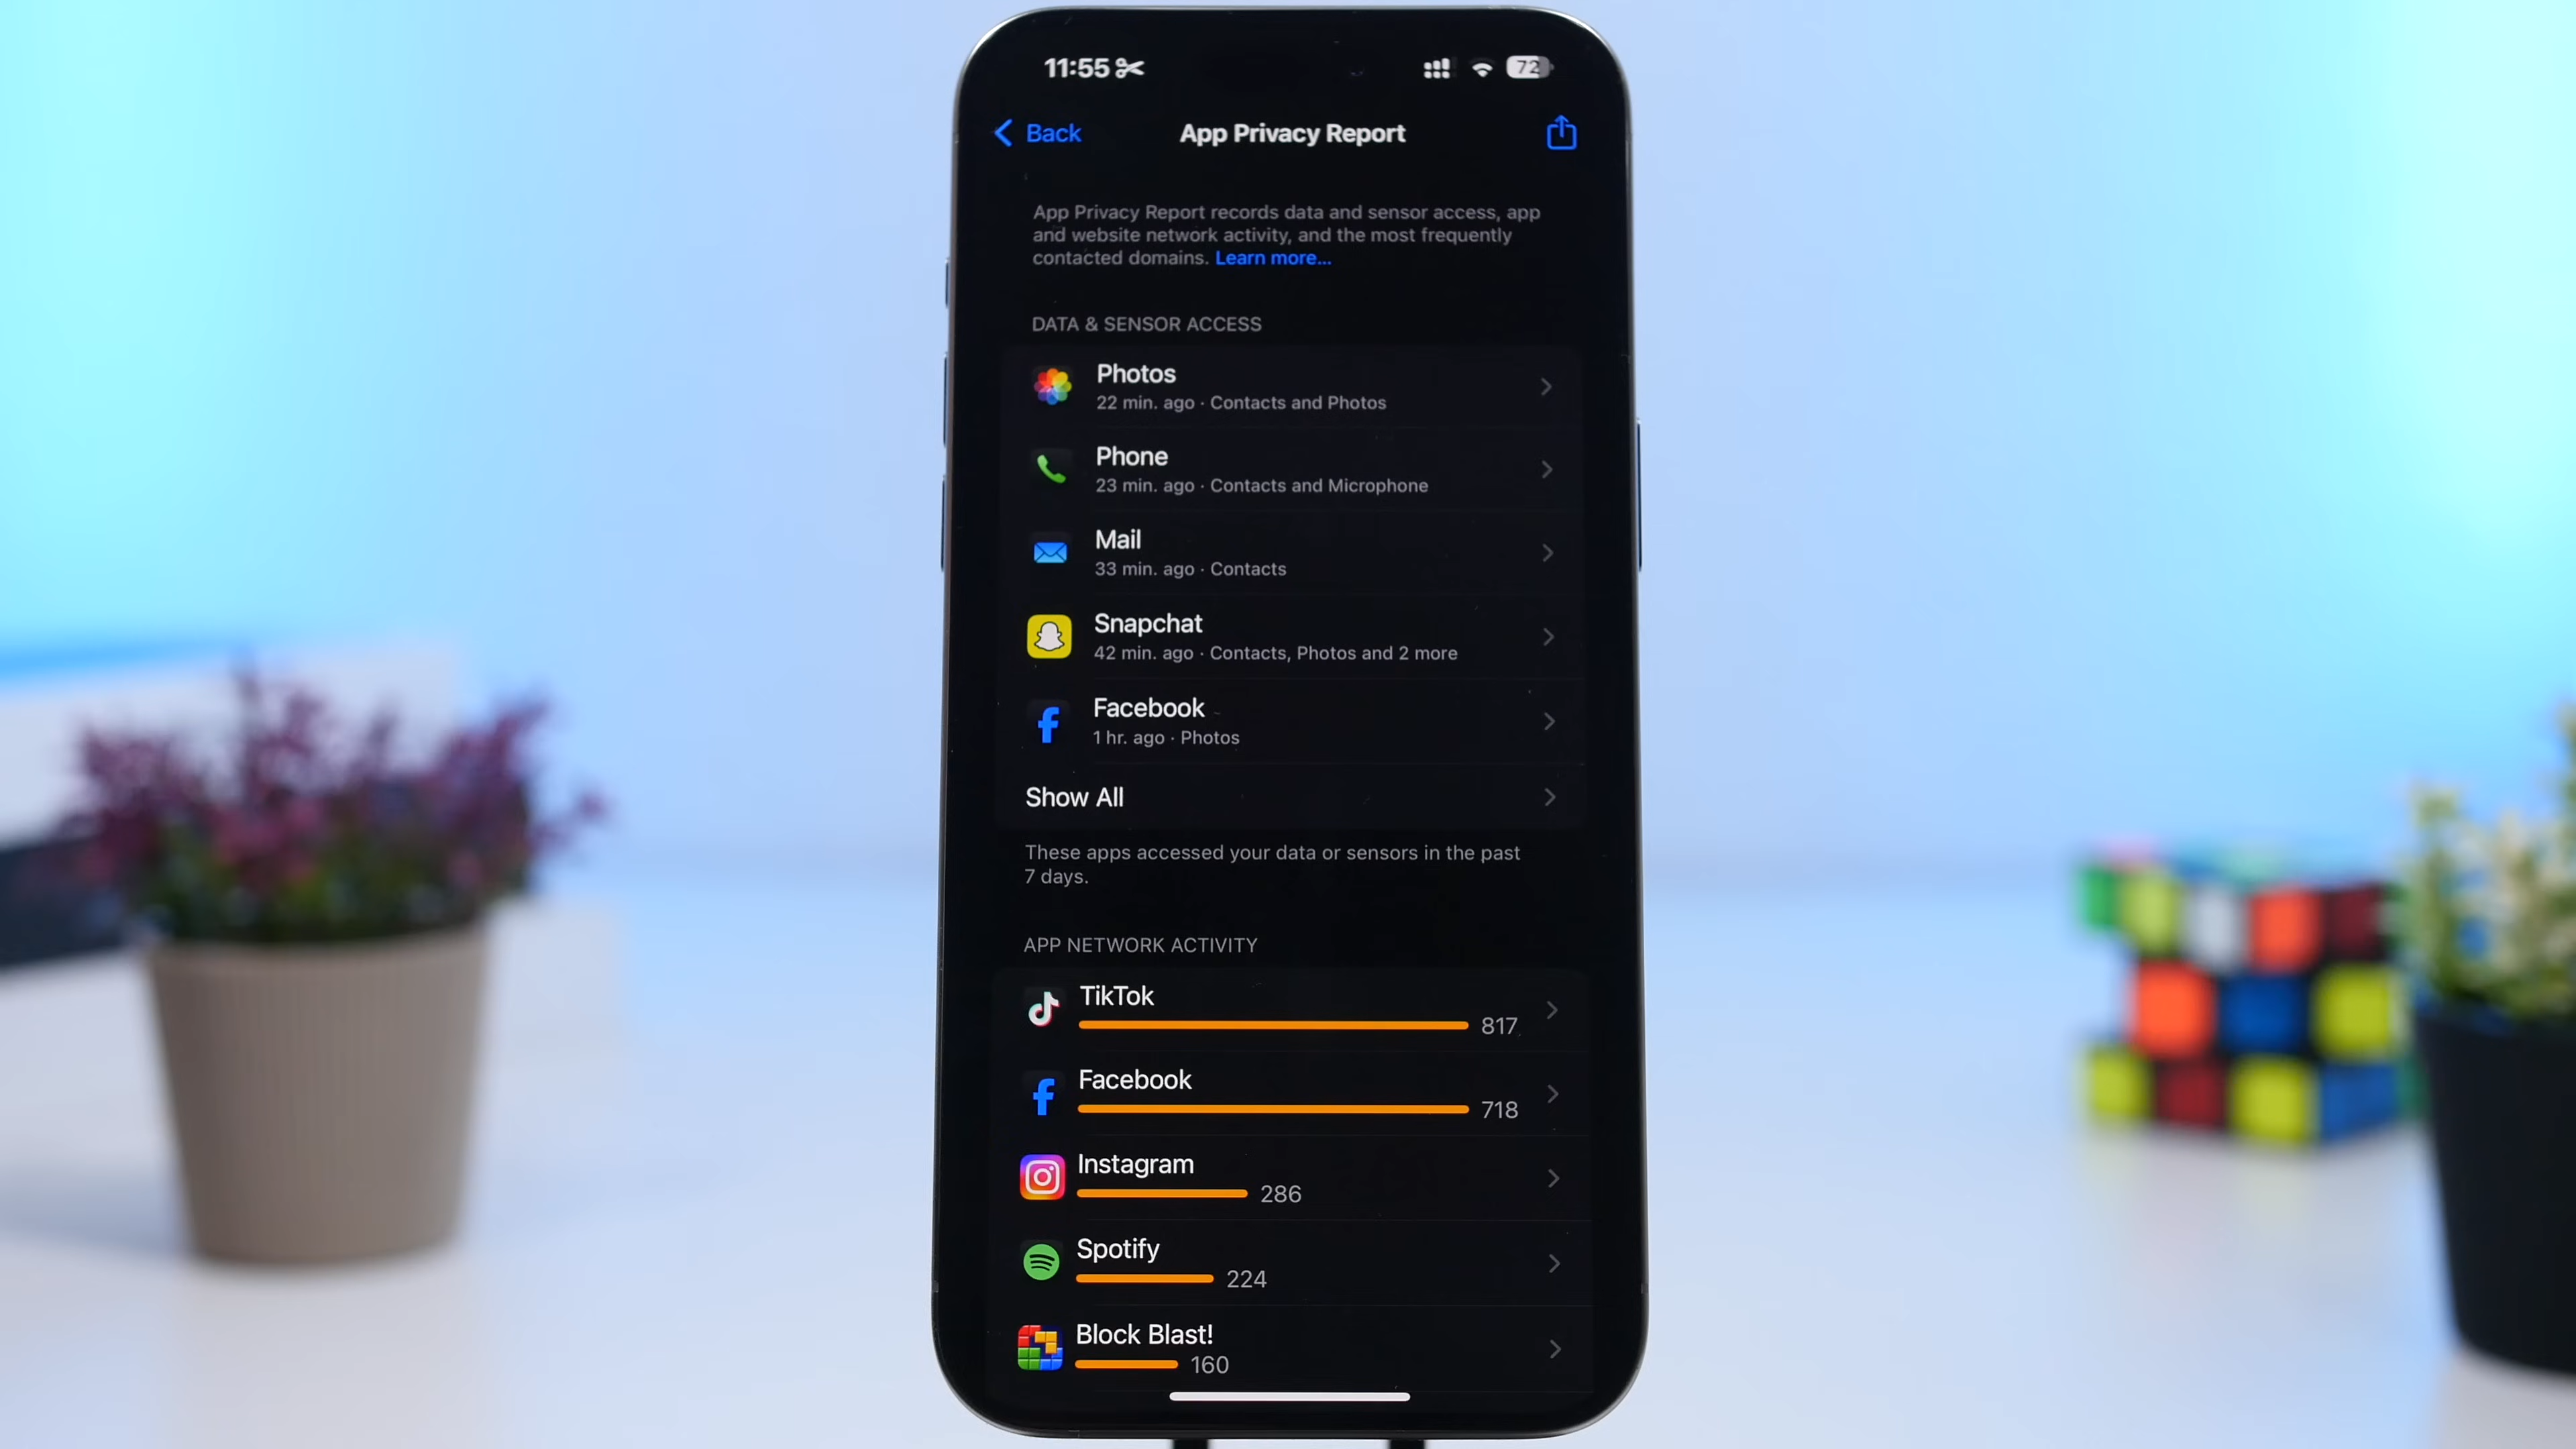 11:55
72
Back
App Privacy Report
App Privacy Report records data and sensor access, app
and website network activity, and the most frequently
contacted domains. Learn more...
DATA & SENSOR ACCESS
Photos
22 min. ago · Contacts and Photos
Phone
23 min. ago · Contacts and Microphone
Mail
33 min. ago · Contacts
Snapchat
42 min. ago · Contacts, Photos and 2 more
Facebook
1 hr. ago · Photos
Show All
These apps accessed your data or sensors in the past
7 days.
APP NETWORK ACTIVITY
TikTok
817
Facebook
718
Instagram
286
Spotify
224
Block Blast!
160